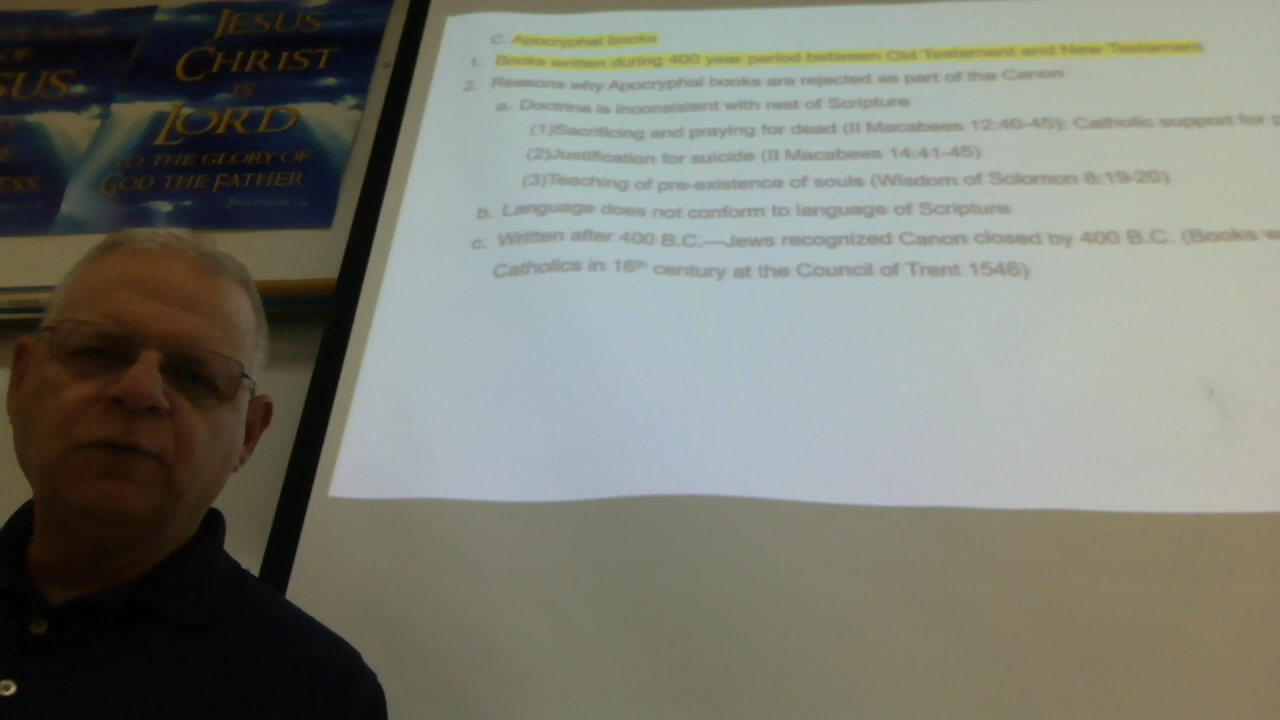 JESUS
CHRIST
IS
LORD
TO THE GLORY OF
GOD THE FATHER
C. Apocryphal books
1. Books written during 400 year period between Old Testament and New Testament
2. Reasons why Apocryphal books are rejected as part of the Canon
a. Doctrine is inconsistent with rest of Scripture
(1)Sacrificing and praying for dead (II Macabees 12:40-45); Catholic support for
(2)Justification for suicide (II Macabees 14:41-45)
(3)Teaching of pre-existence of souls (Wisdom of Solomon 8:19-20)
b. Language does not conform to language of Scripture
c. Written after 400 B.C.—Jews recognized Canon closed by 400 B.C. (Books
Catholics in 16th century at the Council of Trent 1546)